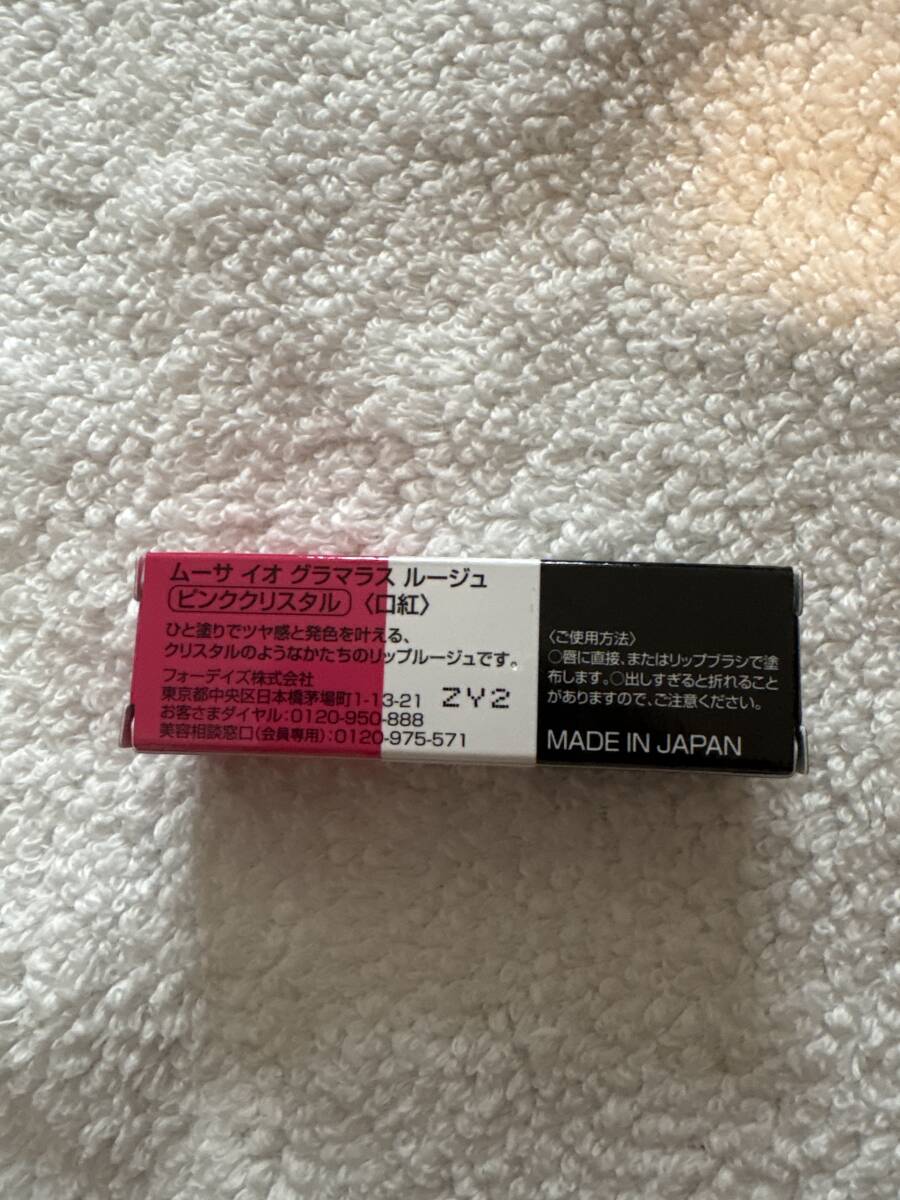 ムーサ イオ グラマラス ルージュ
ピンククリスタル 〈口紅〉
ひと塗りでツヤ感と発色を叶える、
クリスタルのようなかたちのリップルージュです。
フォーデイズ株式会社
東京都中央区日本橋茅場町1-13-21
お客さまダイヤル:0120-950-888
美容相談窓口(会員専用):0120-975-571
ZY2
〈ご使用方法〉
○唇に直接、またはリップブラシで塗
布します。○出しすぎると折れること
がありますので、ご注意ください。
MADE IN JAPAN